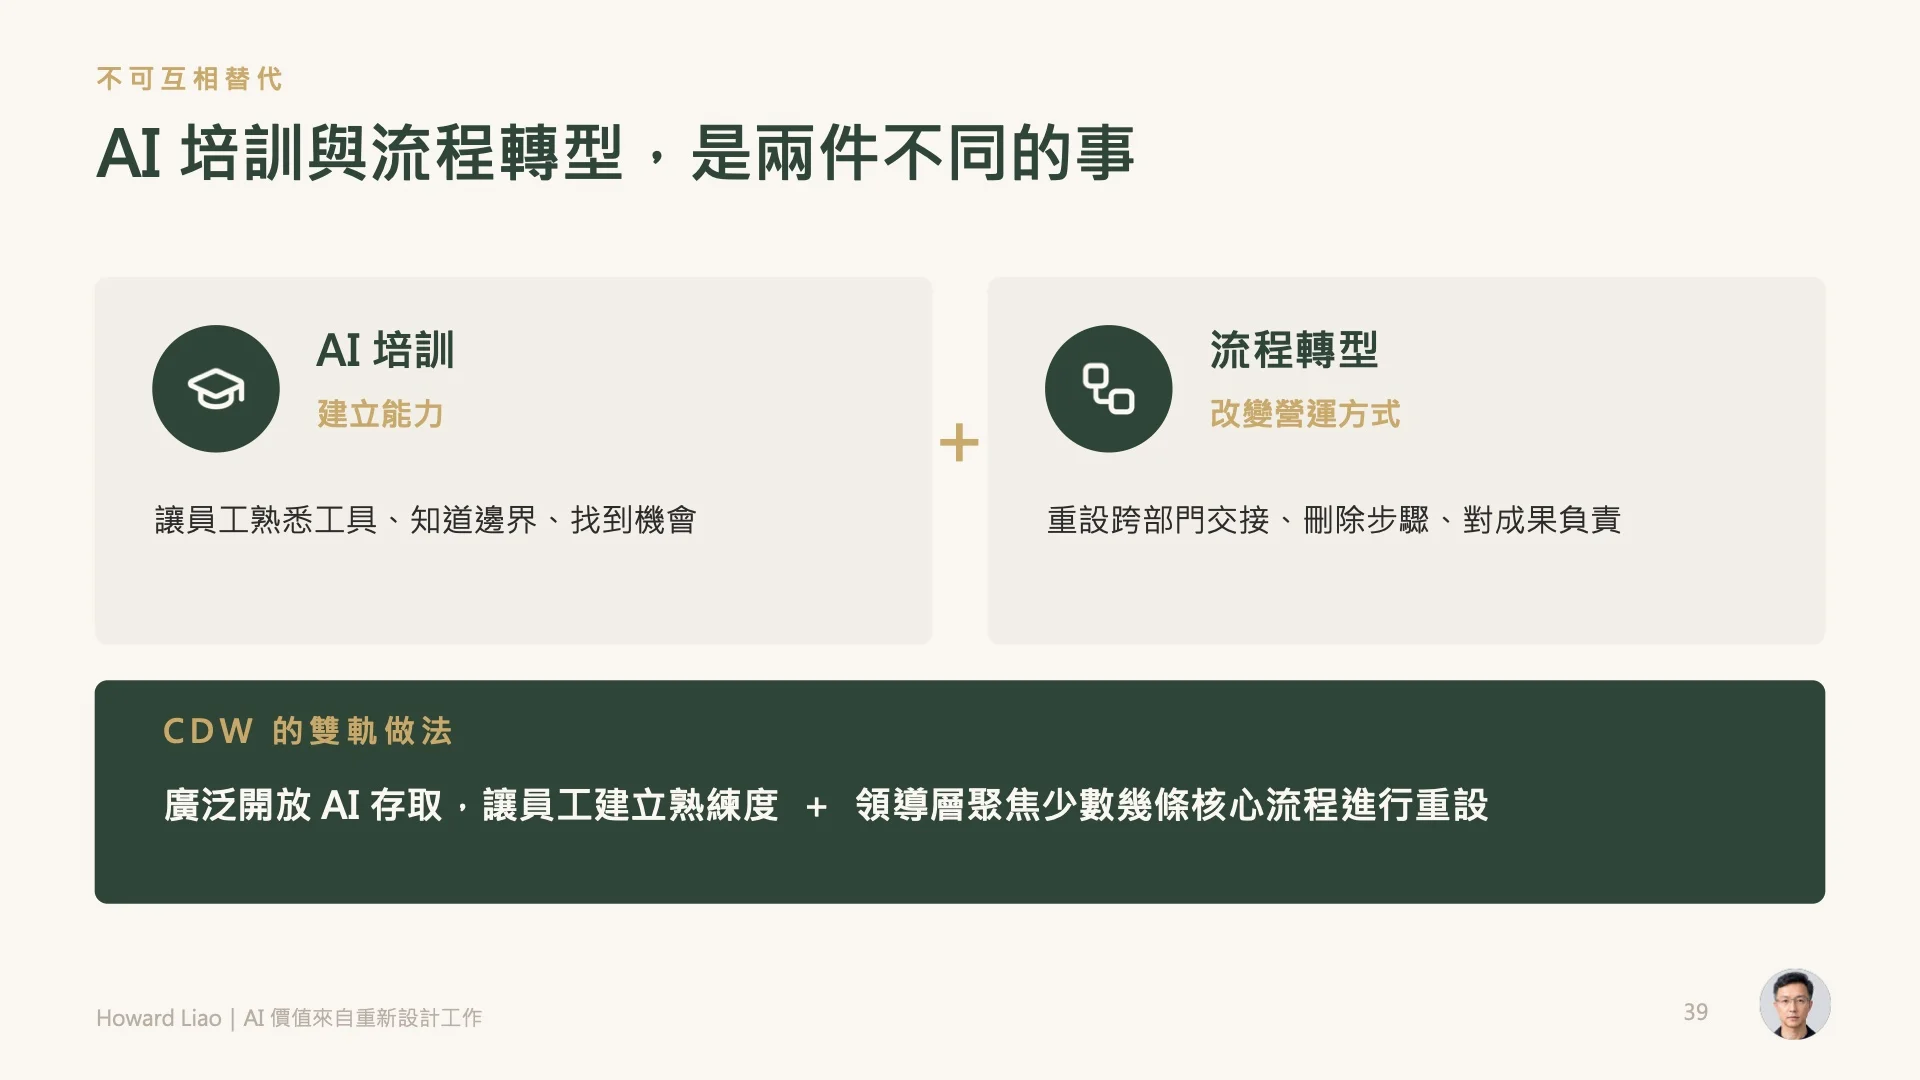 不可互相替代
AI 培訓與流程轉型，是兩件不同的事
AI 培訓
建立能力
讓員工熟悉工具、知道邊界、找到機會
+
流程轉型
改變營運方式
重設跨部門交接、刪除步驟、對成果負責
CDW 的雙軌做法
廣泛開放 AI 存取，讓員工建立熟練度 + 領導層聚焦少數幾條核心流程進行重設
Howard Liao | AI 價值來自重新設計工作
39